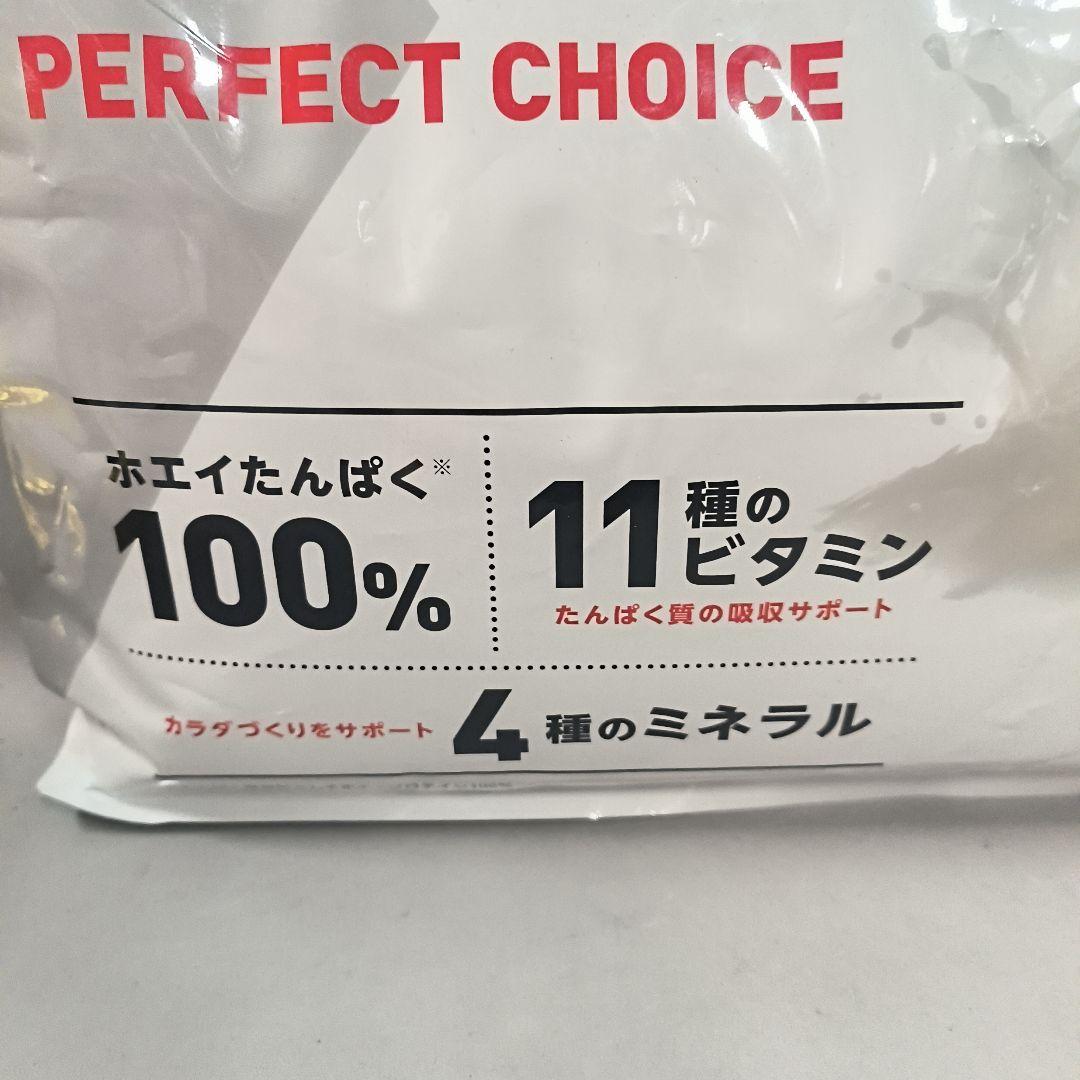 PERFECT CHOICE
ホエイたんぱく※
100%
11種の
ビタミン
たんぱく質の吸収サポート
カラダづくりをサポート 4種のミネラル